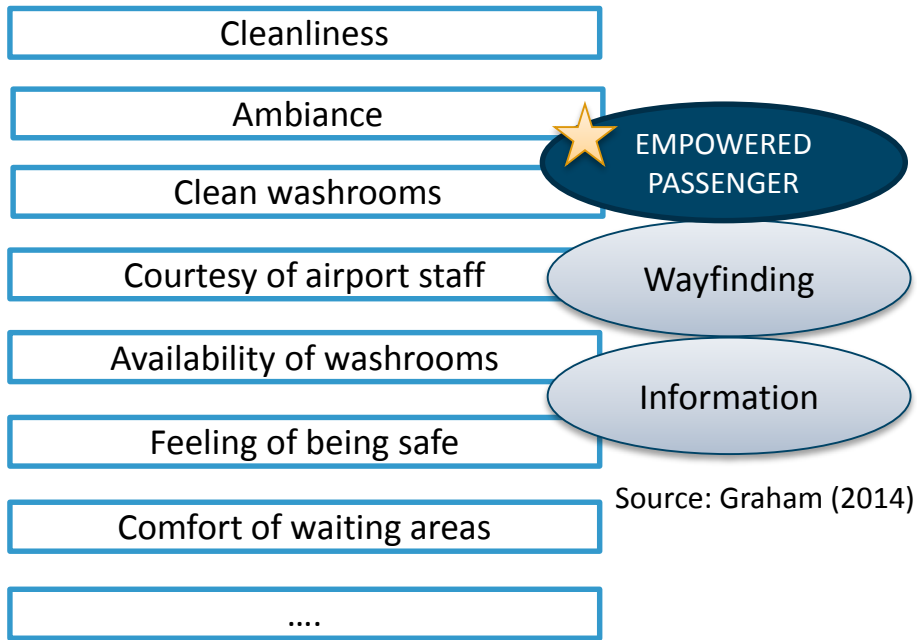 Cleanliness
Ambiance
Clean washrooms
Courtesy of airport staff
Availability of washrooms
Feeling of being safe
Comfort of waiting areas
....
EMPOWERED
PASSENGER
Wayfinding
Information
Source: Graham (2014)